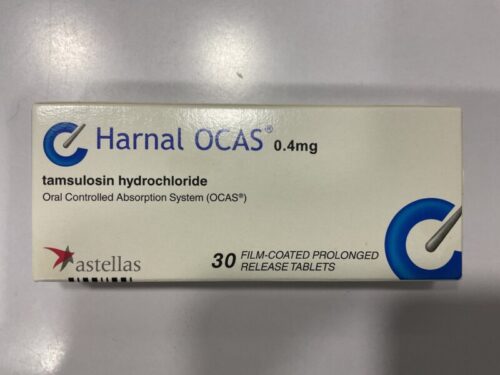 Harnal OCAS® 0.4mg
tamsulosin hydrochloride
Oral Controlled Absorption System (OCAS®)
astellas
30 FILM-COATED PROLONGED
RELEASE TABLETS